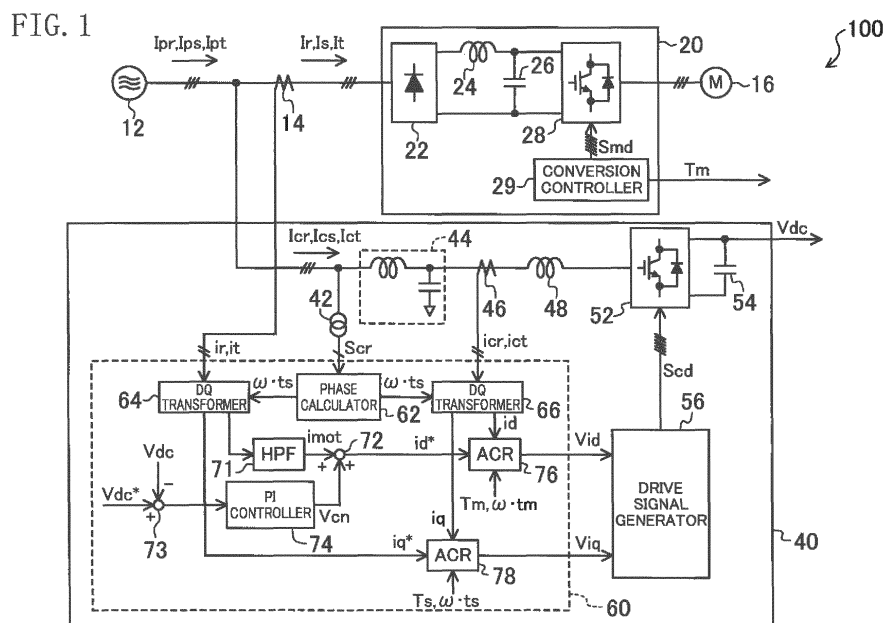 FIG. 1
Ipr,Ips,Ipt
Ir,Is,It
20
100
12
14
22
24
26
28
M
16
Smd
29
CONVERSION
CONTROLLER
Tm
Icr,Ics,Ict
44
Vdc
42
46
48
52
54
ir,it
Scr
icr,ict
Scd
64
DQ
TRANSFORMER
ω·ts
PHASE
CALCULATOR
62
ω·ts
DQ
TRANSFORMER
66
56
id
Vdc
71
HPF
imot
72
id*
ACR
76
Vid
+
+
Vdc*
−
+
73
PI
CONTROLLER
74
Vcn
Tm,ω·tm
iq
DRIVE
SIGNAL
GENERATOR
40
iq*
ACR
78
Viq
Ts,ω·ts
60